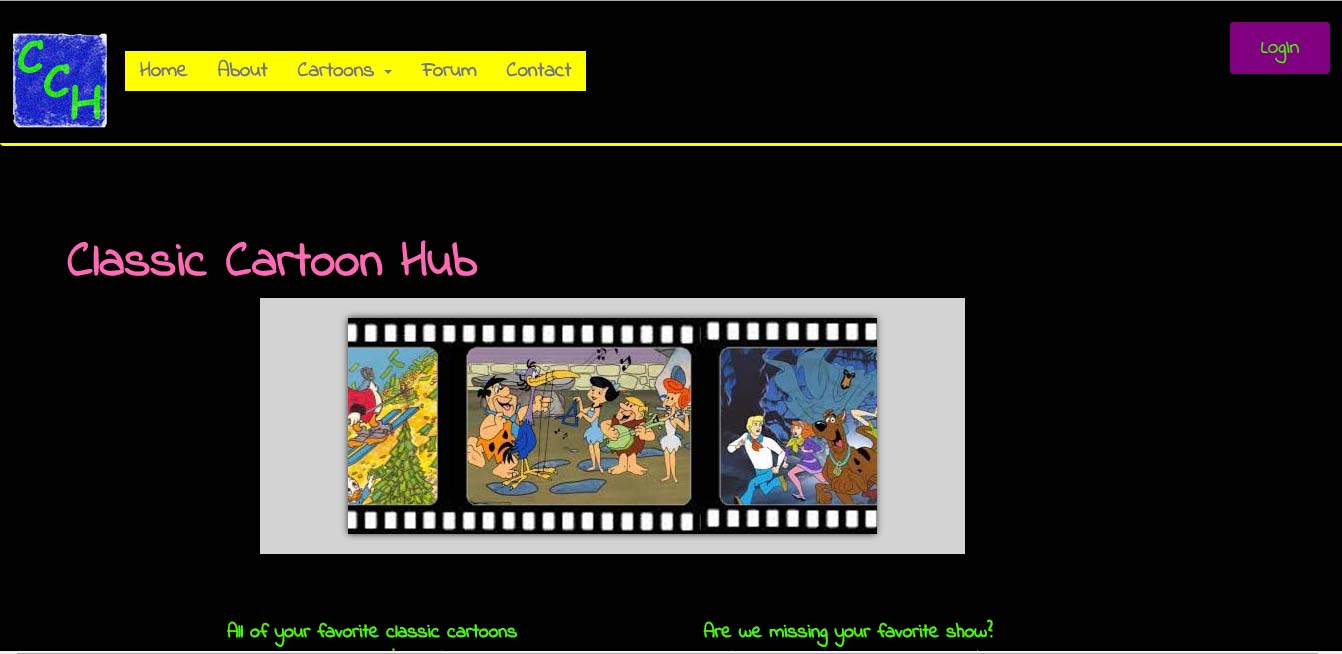 C
C
H
Home About Cartoons Forum Contact
LogIn
Classic Cartoon Hub
All of your favorite classic cartoons
Are we missing your favorite show?